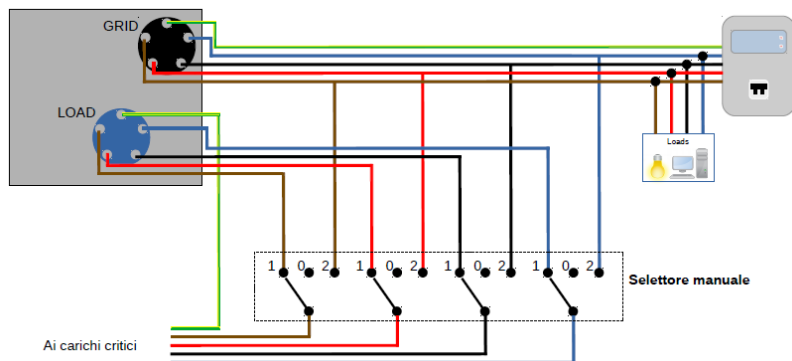 GRID
LOAD
Loads
1 0 2 1 0 2 1 0 2 1 0 2
Selettore manuale
Ai carichi critici